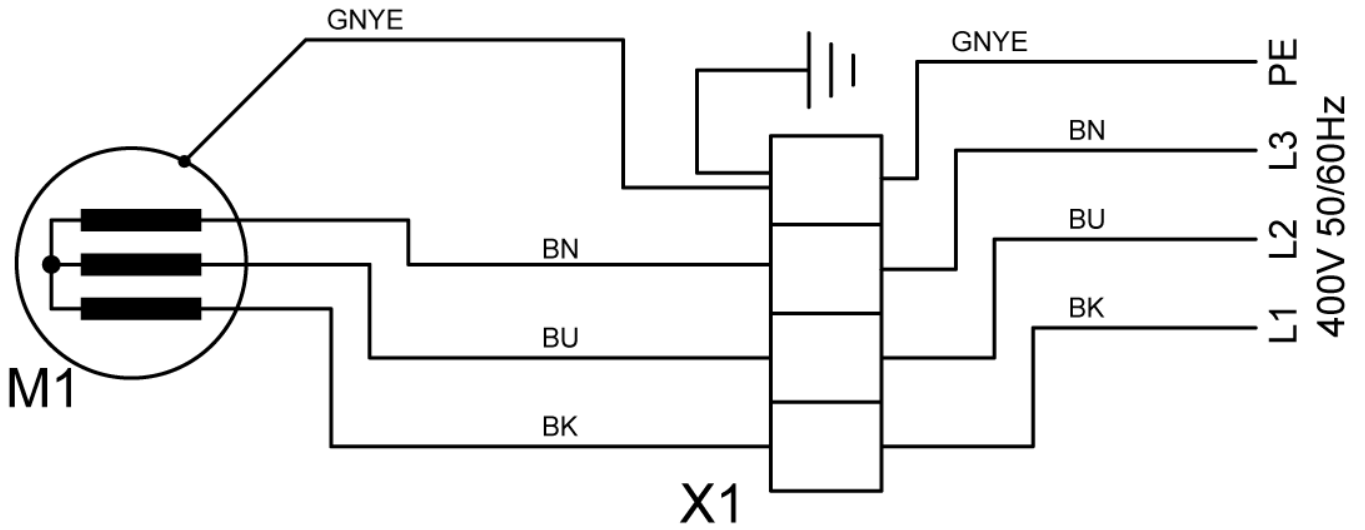 GNYE
GNYE
PE
BN
L3
BU
L2
BN
BK
L1
400V 50/60Hz
BU
M1
BK
X1